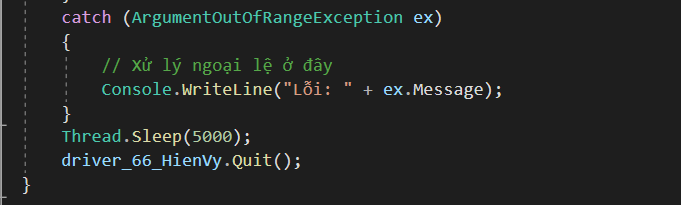 catch (ArgumentOutOfRangeException ex)
{
// Xử lý ngoại lệ ở đây
Console.WriteLine("Lỗi: " + ex.Message);
}
Thread.Sleep(5000);
driver_66_HienVy.Quit();
}